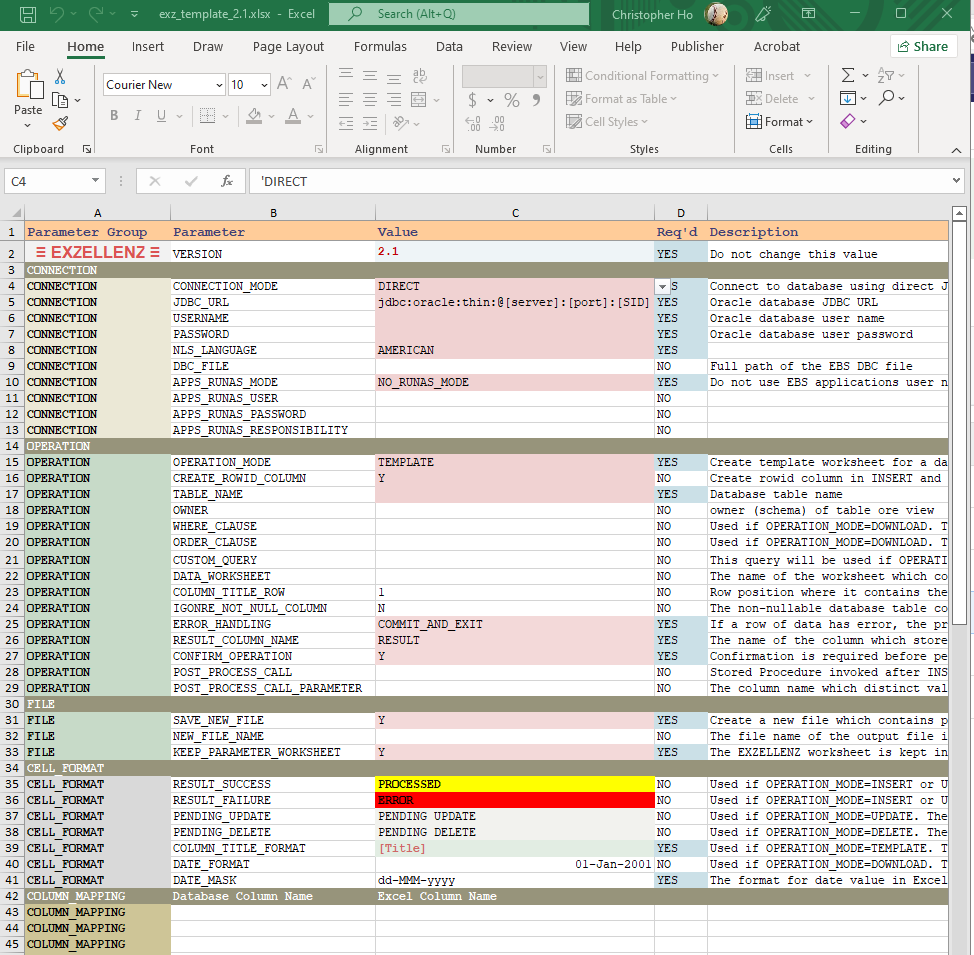 exz_template_2.1.xlsx - Excel
Search (Alt+Q)
Christopher Ho
File Home Insert Draw Page Layout Formulas Data Review View Help Publisher Acrobat Share
Courier New 10
Paste
B I U A
ab
$ % 9
Conditional Formatting
Format as Table
Cell Styles
Insert
Delete
Format
Clipboard Font Alignment Number Styles Cells Editing
C4 fx 'DIRECT
A B C D
1 Parameter Group Parameter Value Req'd Description
2 EXZELLENZ VERSION 2.1 YES Do not change this value
3 CONNECTION
4 CONNECTION CONNECTION_MODE DIRECT S Connect to database using direct J
5 CONNECTION JDBC_URL jdbc:oracle:thin:@[server]:[port]:[SID] YES Oracle database JDBC URL
6 CONNECTION USERNAME YES Oracle database user name
7 CONNECTION PASSWORD YES Oracle database user password
8 CONNECTION NLS_LANGUAGE AMERICAN YES
9 CONNECTION DBC_FILE NO Full path of the EBS DBC file
10 CONNECTION APPS_RUNAS_MODE NO_RUNAS_MODE YES Do not use EBS applications user n
11 CONNECTION APPS_RUNAS_USER NO
12 CONNECTION APPS_RUNAS_PASSWORD NO
13 CONNECTION APPS_RUNAS_RESPONSIBILITY NO
14 OPERATION
15 OPERATION OPERATION_MODE TEMPLATE YES Create template worksheet for a da
16 OPERATION CREATE_ROWID_COLUMN Y NO Create rowid column in INSERT and
17 OPERATION TABLE_NAME YES Database table name
18 OPERATION OWNER NO owner (schema) of table ore view
19 OPERATION WHERE_CLAUSE NO Used if OPERATION_MODE=DOWNLOAD. T
20 OPERATION ORDER_CLAUSE NO Used if OPERATION_MODE=DOWNLOAD. T
21 OPERATION CUSTOM_QUERY NO This query will be used if OPERATI
22 OPERATION DATA_WORKSHEET NO The name of the worksheet which co
23 OPERATION COLUMN_TITLE_ROW 1 NO Row position where it contains the
24 OPERATION IGONRE_NOT_NULL_COLUMN N NO The non-nullable database table co
25 OPERATION ERROR_HANDLING COMMIT_AND_EXIT YES If a row of data has error, the pr
26 OPERATION RESULT_COLUMN_NAME RESULT YES The name of the column which store
27 OPERATION CONFIRM_OPERATION Y YES Confirmation is required before pe
28 OPERATION POST_PROCESS_CALL NO Stored Procedure invoked after INS
29 OPERATION POST_PROCESS_CALL_PARAMETER NO The column name which distinct val
30 FILE
31 FILE SAVE_NEW_FILE Y YES Create a new file which contains p
32 FILE NEW_FILE_NAME NO The file name of the output file i
33 FILE KEEP_PARAMETER_WORKSHEET Y YES The EXZELLENZ worksheet is kept in
34 CELL_FORMAT
35 CELL_FORMAT RESULT_SUCCESS PROCESSED NO Used if OPERATION_MODE=INSERT or U
36 CELL_FORMAT RESULT_FAILURE ERROR NO Used if OPERATION_MODE=INSERT or U
37 CELL_FORMAT PENDING_UPDATE PENDING UPDATE NO Used if OPERATION_MODE=UPDATE. The
38 CELL_FORMAT PENDING_DELETE PENDING DELETE NO Used if OPERATION_MODE=DELETE. The
39 CELL_FORMAT COLUMN_TITLE_FORMAT [Title] YES Used if OPERATION_MODE=TEMPLATE. T
40 CELL_FORMAT DATE_FORMAT 01-Jan-2001 NO Used if OPERATION_MODE=DOWNLOAD. T
41 CELL_FORMAT DATE_MASK dd-MMM-yyyy YES The format for date value in Excel
42 COLUMN_MAPPING Database Column Name Excel Column Name
43 COLUMN_MAPPING
44 COLUMN_MAPPING
45 COLUMN_MAPPING